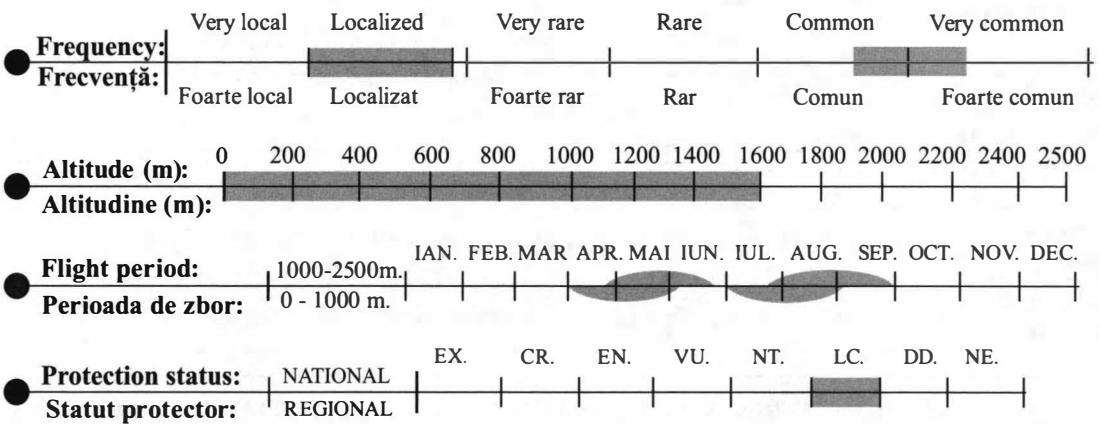 Very local Localized Very rare Rare Common Very common
Frequency:
Frecvență:
Foarte local Localizat Foarte rar Rar Comun Foarte comun
0 200 400 600 800 1000 1200 1400 1600 1800 2000 2200 2400 2500
Altitude (m):
Altitudine (m):
IAN. FEB. MAR APR. MAI IUN. IUL. AUG. SEP. OCT. NOV. DEC.
Flight period: 1000-2500m.
Perioada de zbor: 0 - 1000 m.
EX. CR. EN. VU. NT. LC. DD. NE.
Protection status: NATIONAL
Statut protector: REGIONAL